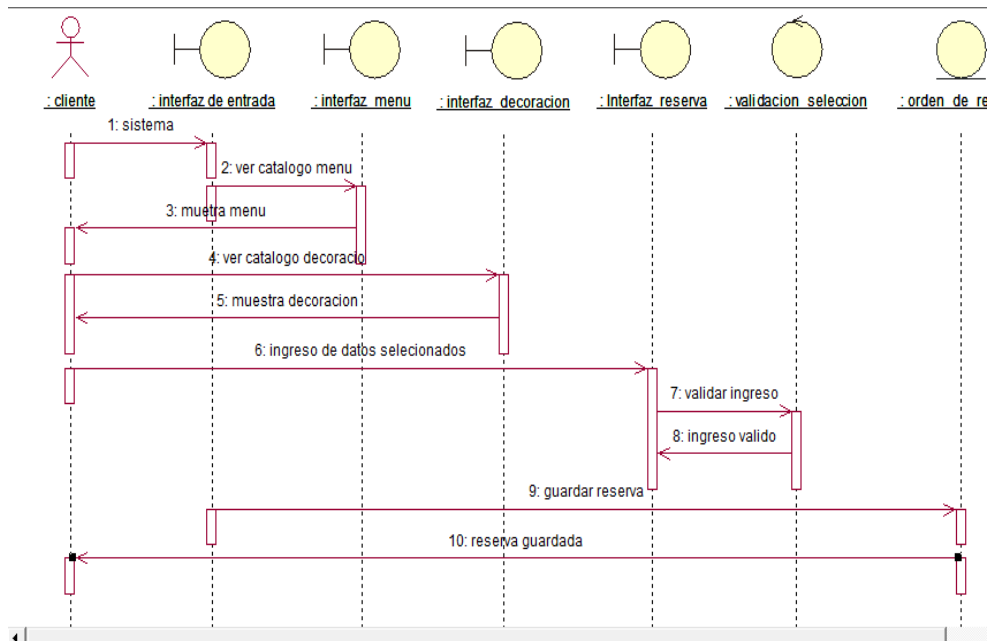 : cliente
: interfaz de entrada
: interfaz_menu
: interfaz_decoracion
: Interfaz_reserva
: validacion_seleccion
: orden_de_re
1: sistema
2: ver catalogo menu
3: muetra menu
4: ver catalogo decoracio
5: muestra decoracion
6: ingreso de datos selecionados
7: validar ingreso
8: ingreso valido
9: guardar reserva
10: reserva guardada